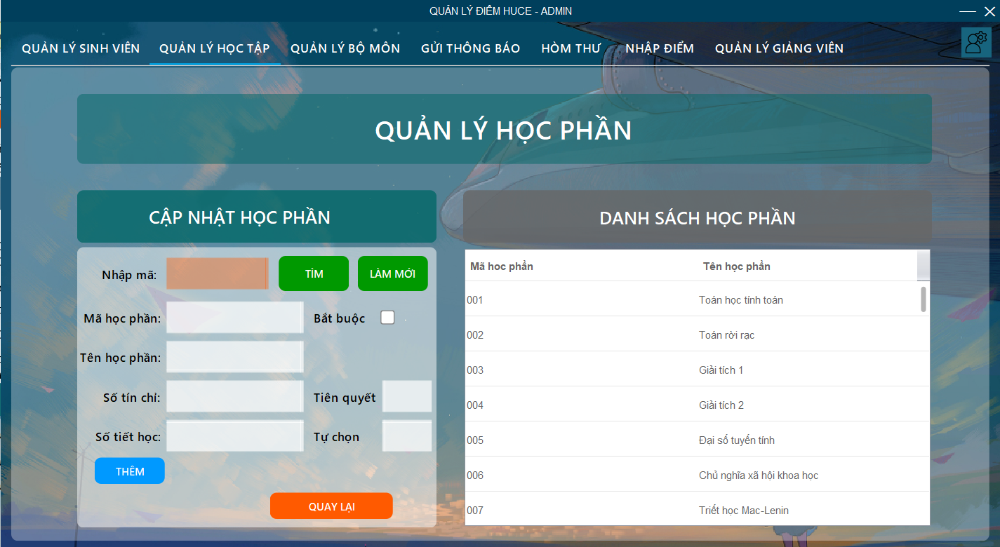 QUẢN LÝ ĐIỂM HUCE - ADMIN
QUẢN LÝ SINH VIÊN QUẢN LÝ HỌC TẬP QUẢN LÝ BỘ MÔN GỬI THÔNG BÁO HÒM THƯ NHẬP ĐIỂM QUẢN LÝ GIẢNG VIÊN
QUẢN LÝ HỌC PHẦN
CẬP NHẬT HỌC PHẦN
Nhập mã: TÌM LÀM MỚI
Mã học phần: Bắt buộc
Tên học phần:
Số tín chỉ: Tiên quyết
Số tiết học: Tự chọn
THÊM
QUAY LẠI
DANH SÁCH HỌC PHẦN
Mã hoc phần Tên học phần
001 Toán học tính toán
002 Toán rời rạc
003 Giải tích 1
004 Giải tích 2
005 Đại số tuyến tính
006 Chủ nghĩa xã hội khoa học
007 Triết học Mac-Lenin